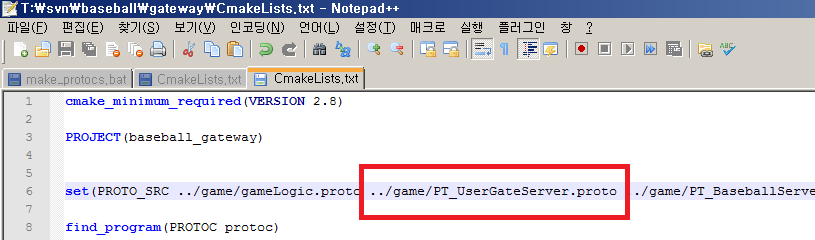 T:₩svn₩baseball₩gateway₩CmakeLists.txt - Notepad++
파일(F) 편집(E) 찾기(S) 보기(V) 인코딩(N) 언어(L) 설정(T) 매크로 실행 플러그인 창 ?
make_protocs.bat CmakeLists.txt CmakeLists.txt
1 cmake_minimum_required(VERSION 2.8)
2
3 PROJECT(baseball_gateway)
4
5
6 set(PROTO_SRC ../game/gameLogic.proto ../game/PT_UserGateServer.proto ../game/PT_BaseballServe
7
8 find_program(PROTOC protoc)